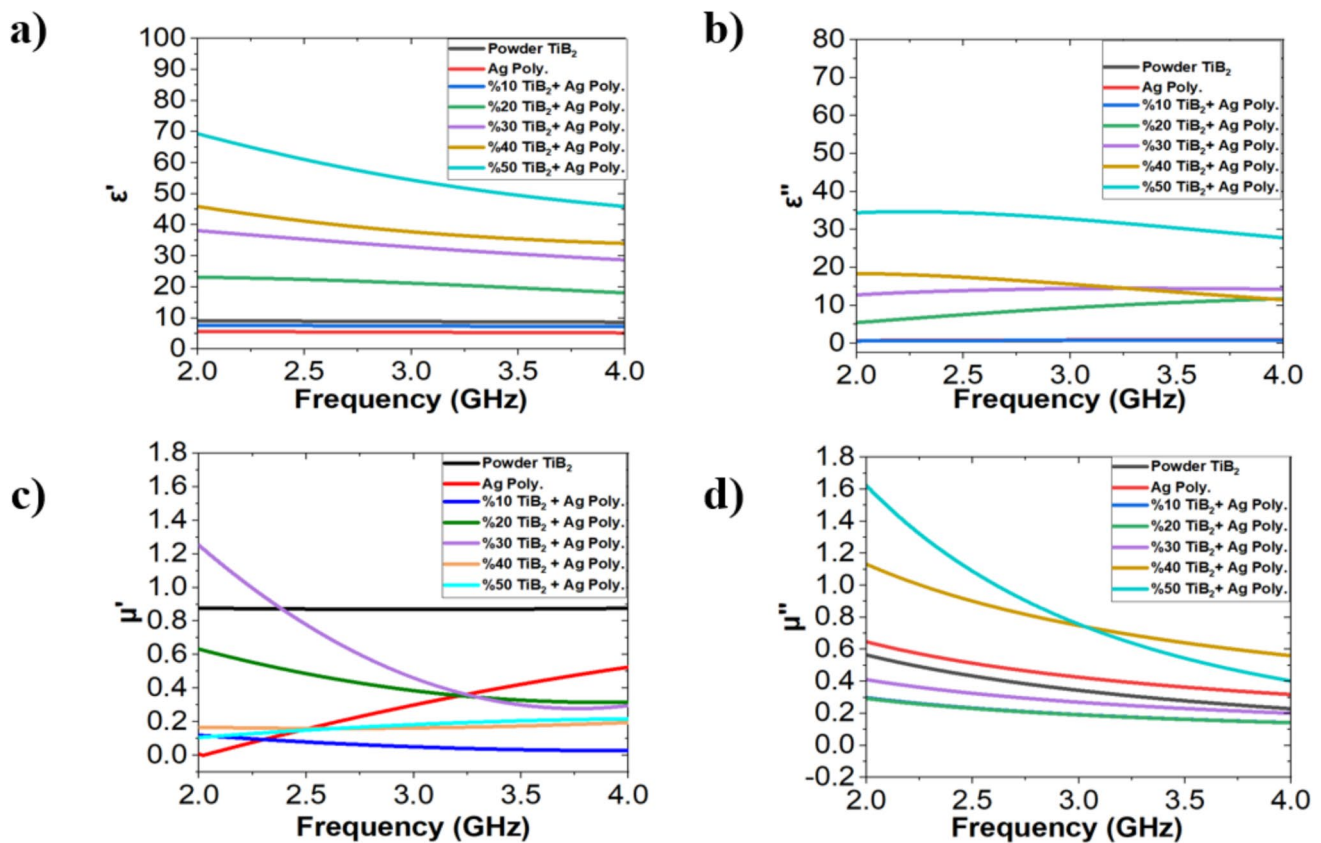 a)
100
90
80
70
60
50
40
30
20
10
0
ε'
Powder TiB₂
Ag Poly.
%10 TiB₂+ Ag Poly.
%20 TiB₂+ Ag Poly.
%30 TiB₂+ Ag Poly.
%40 TiB₂+ Ag Poly.
%50 TiB₂+ Ag Poly.
2.0 2.5 3.0 3.5 4.0
Frequency (GHz)
b)
80
70
60
50
40
30
20
10
0
ε"
Powder TiB₂
Ag Poly.
%10 TiB₂+ Ag Poly.
%20 TiB₂+ Ag Poly.
%30 TiB₂+ Ag Poly.
%40 TiB₂+ Ag Poly.
%50 TiB₂+ Ag Poly.
2.0 2.5 3.0 3.5 4.0
Frequency (GHz)
c)
1.8
1.6
1.4
1.2
1.0
0.8
0.6
0.4
0.2
0.0
μ'
Powder TiB₂
Ag Poly.
%10 TiB₂ + Ag Poly.
%20 TiB₂ + Ag Poly.
%30 TiB₂ + Ag Poly.
%40 TiB₂ + Ag Poly.
%50 TiB₂ + Ag Poly.
2.0 2.5 3.0 3.5 4.0
Frequency (GHz)
d)
1.8
1.6
1.4
1.2
1.0
0.8
0.6
0.4
0.2
0.0
-0.2
μ"
Powder TiB₂
Ag Poly.
%10 TiB₂+ Ag Poly.
%20 TiB₂+ Ag Poly.
%30 TiB₂+ Ag Poly.
%40 TiB₂+ Ag Poly.
%50 TiB₂+ Ag Poly.
2.0 2.5 3.0 3.5 4.0
Frequency (GHz)